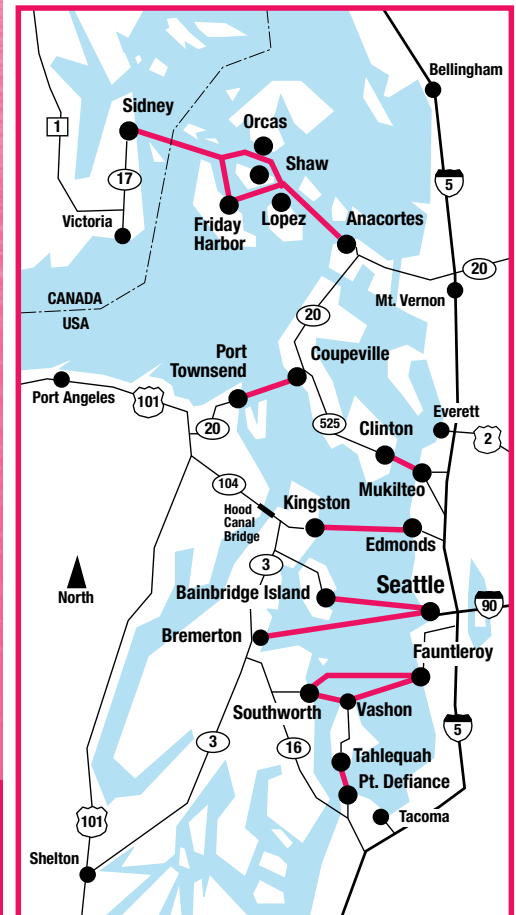 Bellingham
Sidney
Orcas
1
Shaw
17
5
Victoria
Friday
Harbor
Lopez
Anacortes
20
CANADA
USA
Mt. Vernon
20
Port
Townsend
Coupeville
Port Angeles
101
20
525
Everett
2
Clinton
Mukilteo
104
Hood
Canal
Bridge
Kingston
Edmonds
3
North
Bainbridge Island
Seattle
90
Bremerton
Fauntleroy
Southworth
Vashon
3
16
5
Tahlequah
Pt. Defiance
101
Tacoma
Shelton